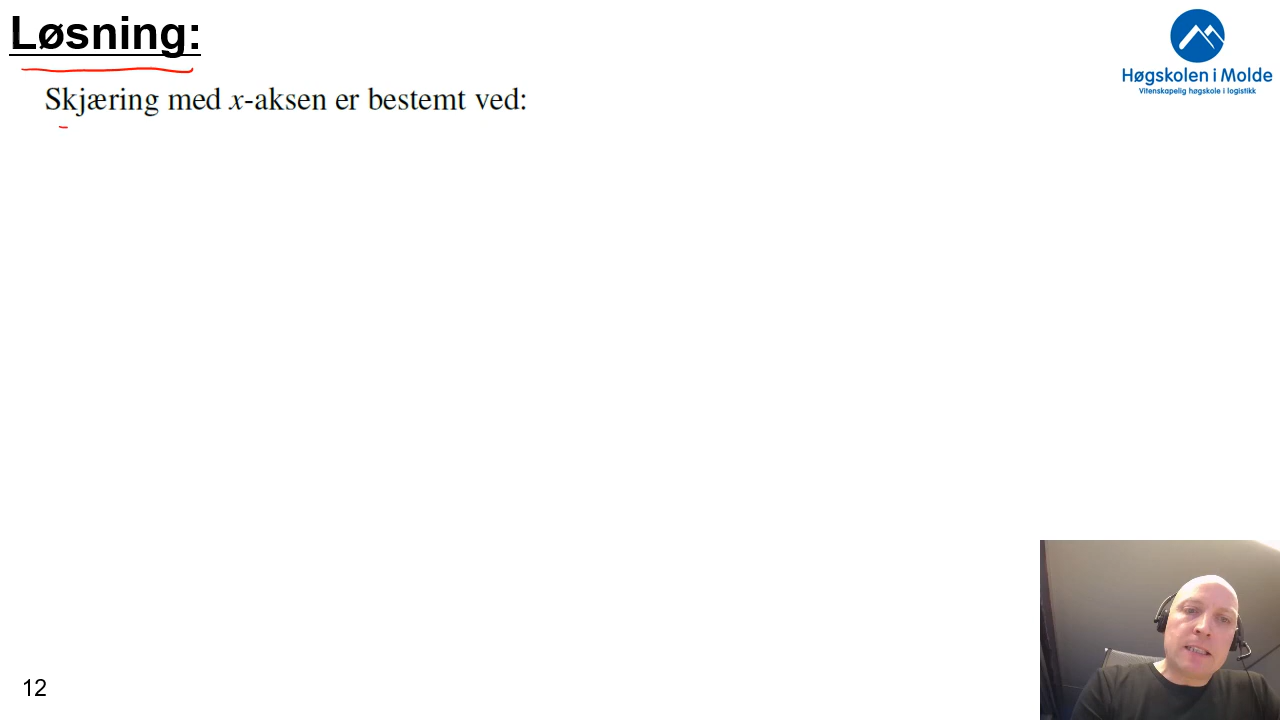 Løsning:
Høgskolen i Molde
Vitenskapelig høgskole i logistikk
Skjæring med x-aksen er bestemt ved:
12